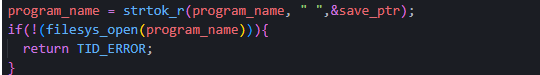 program_name = strtok_r(program_name, " ",&save_ptr);
if(!(filesys_open(program_name))){
  return TID_ERROR;
}